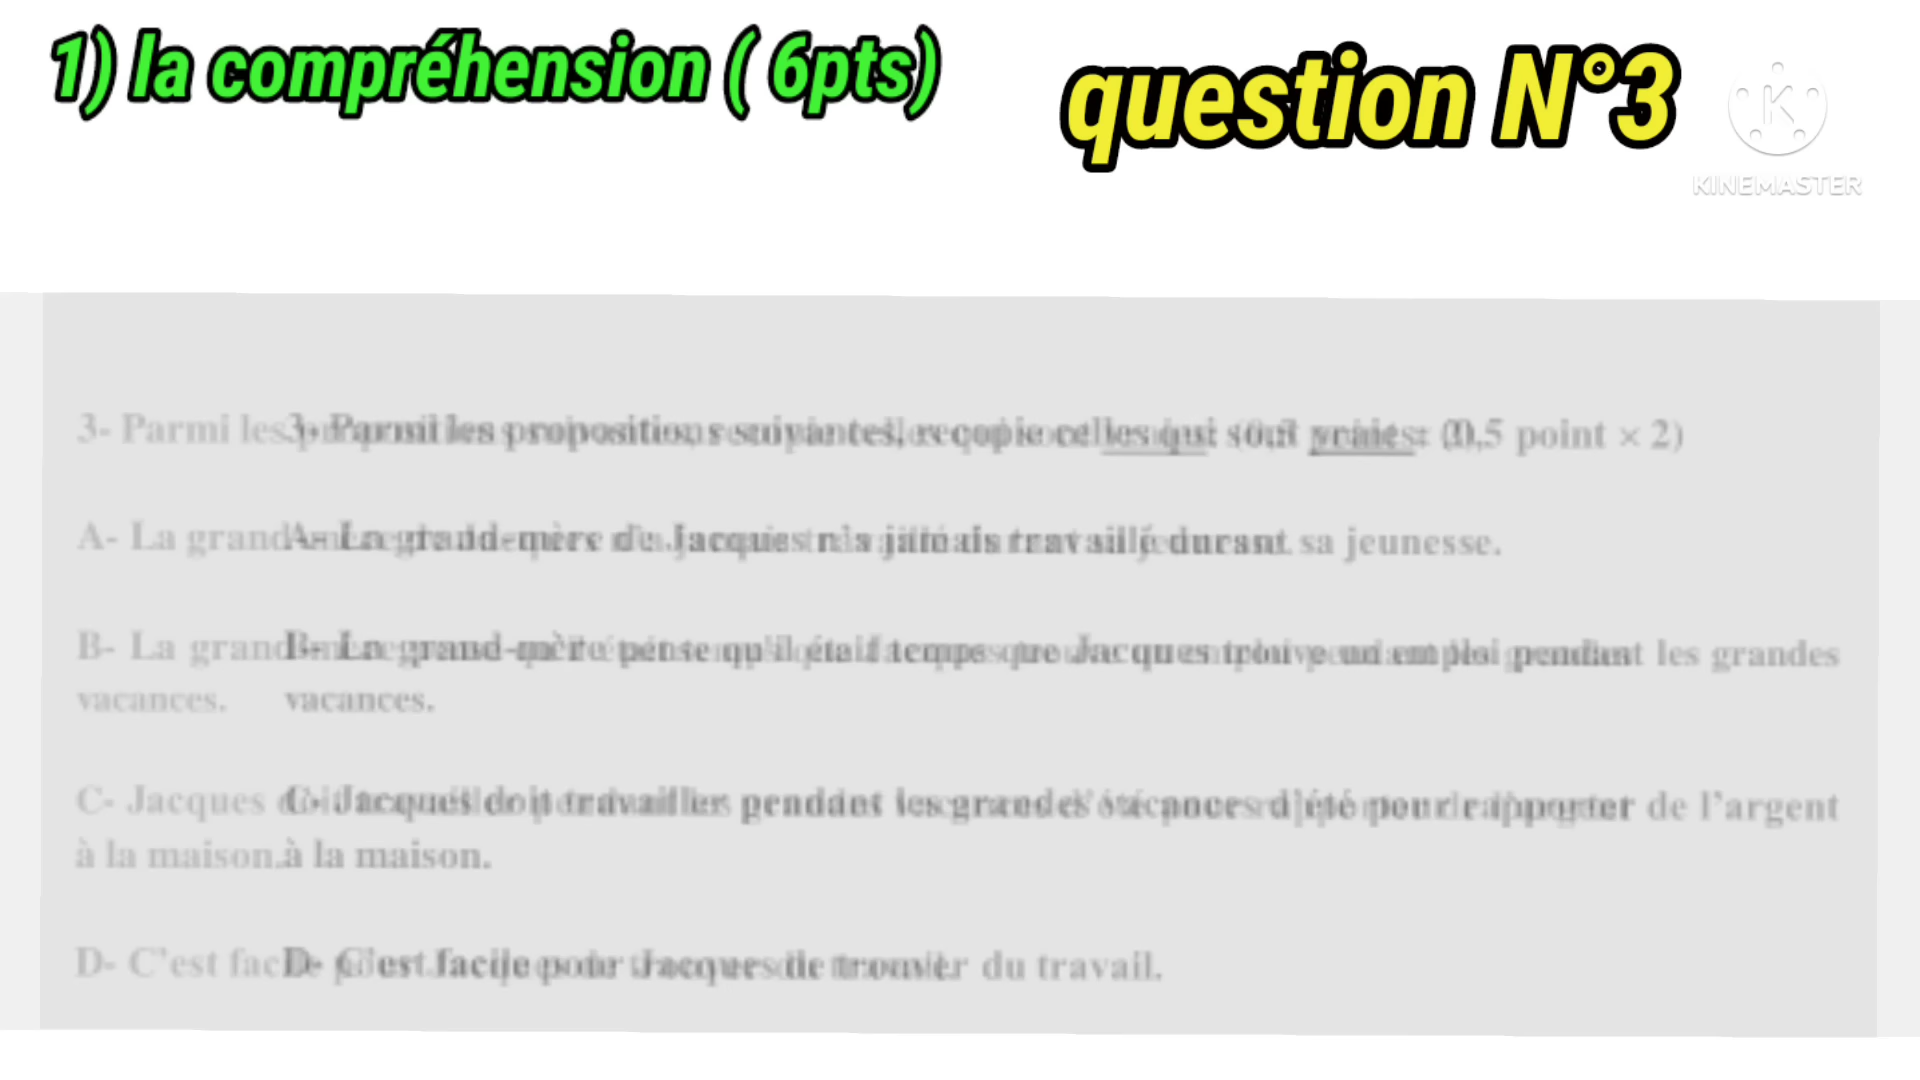 1) la compréhension ( 6pts)
question N°3
KINEMASTER
3- Parmi les propositions suivantes, recopie celles qui sont vraies : (0,5 point × 2)
A- La grand-mère de Jacques n'a jamais travaillé durant sa jeunesse.
B- La grand-mère pense qu'il était temps que Jacques trouve un emploi pendant les grandes
vacances.
C- Jacques doit travailler pendant les grandes vacances d'été pour rapporter de l'argent
à la maison.
D- C'est facile pour Jacques de trouver du travail.